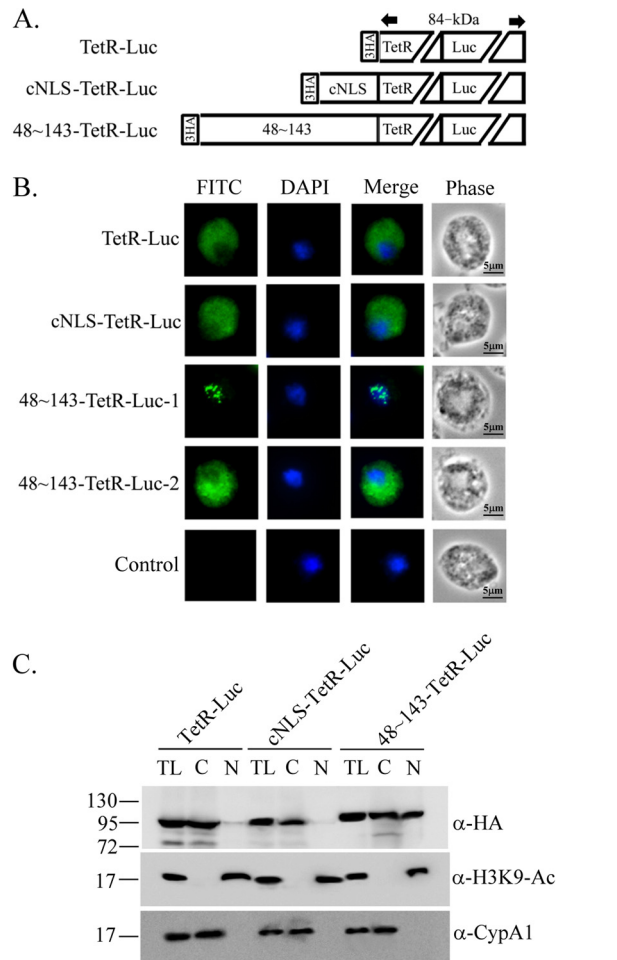 A.
84-kDa
TetR-Luc 3HA TetR Luc
cNLS-TetR-Luc 3HA cNLS TetR Luc
48~143-TetR-Luc 3HA 48~143 TetR Luc
B.
FITC DAPI Merge Phase
TetR-Luc 5μm
cNLS-TetR-Luc 5μm
48~143-TetR-Luc-1 5μm
48~143-TetR-Luc-2 5μm
Control 5μm
C.
TetR-Luc cNLS-TetR-Luc 48~143-TetR-Luc
TL C N TL C N TL C N
130
95 α-HA
72
17 α-H3K9-Ac
17 α-CypA1